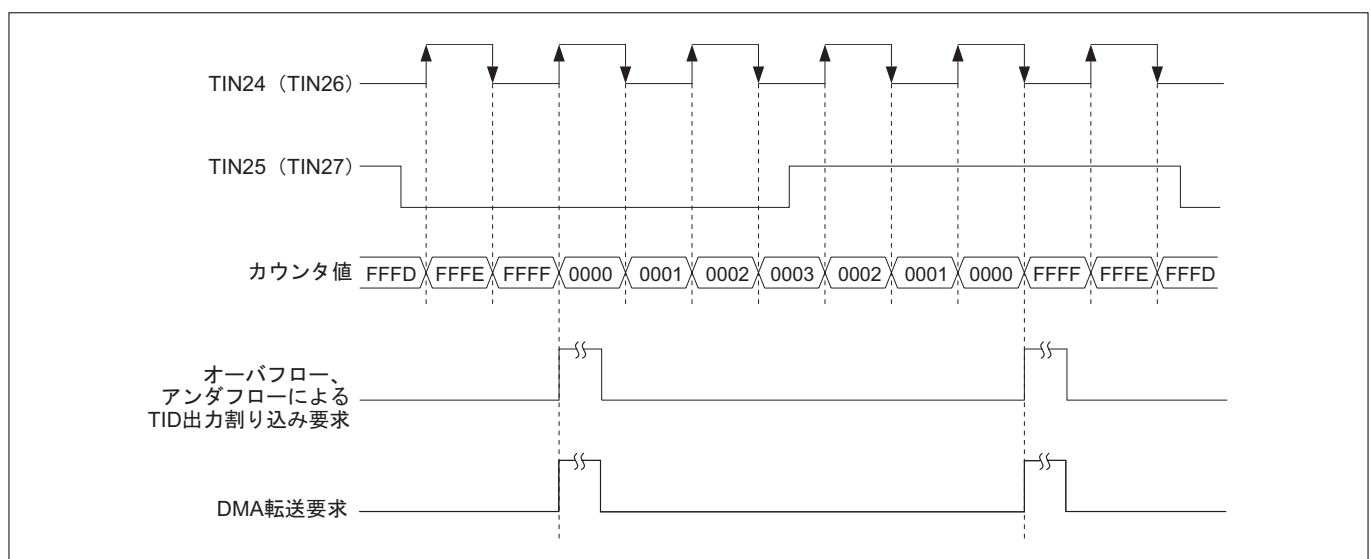 TIN24（TIN26）
TIN25（TIN27）
カウンタ値 FFFD FFFE FFFF 0000 0001 0002 0003 0002 0001 0000 FFFF FFFE FFFD
オーバフロー、
アンダフローによる
TID出力割り込み要求
DMA転送要求